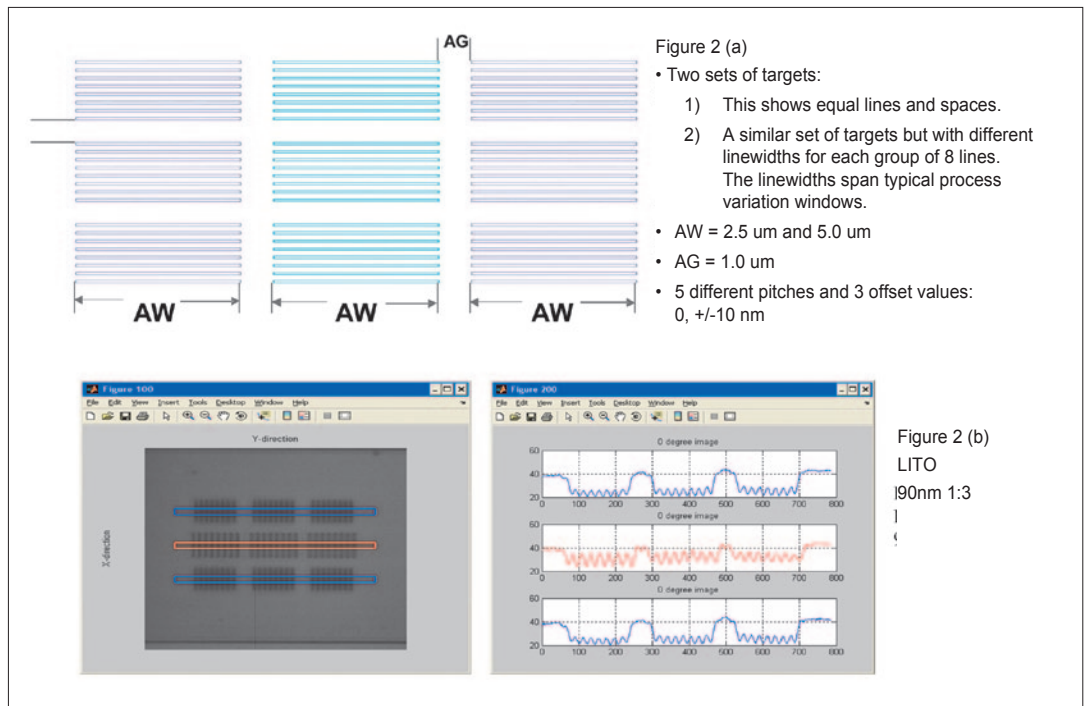 AG
AW
AW
AW
Figure 2 (a)
• Two sets of targets:
1) This shows equal lines and spaces.
2) A similar set of targets but with different
linewidths for each group of 8 lines.
The linewidths span typical process
variation windows.
• AW = 2.5 um and 5.0 um
• AG = 1.0 um
• 5 different pitches and 3 offset values:
0, +/-10 nm
Figure 100
File Edit View Insert Tools Desktop Window Help
Y-direction
X-direction
Figure 200
File Edit View Insert Tools Desktop Window Help
0 degree image
60
40
20
0 100 200 300 400 500 600 700 800
0 degree image
60
40
20
0 100 200 300 400 500 600 700 800
0 degree image
60
40
20
0 100 200 300 400 500 600 700 800
Figure 2 (b)
LITO
90nm 1:3